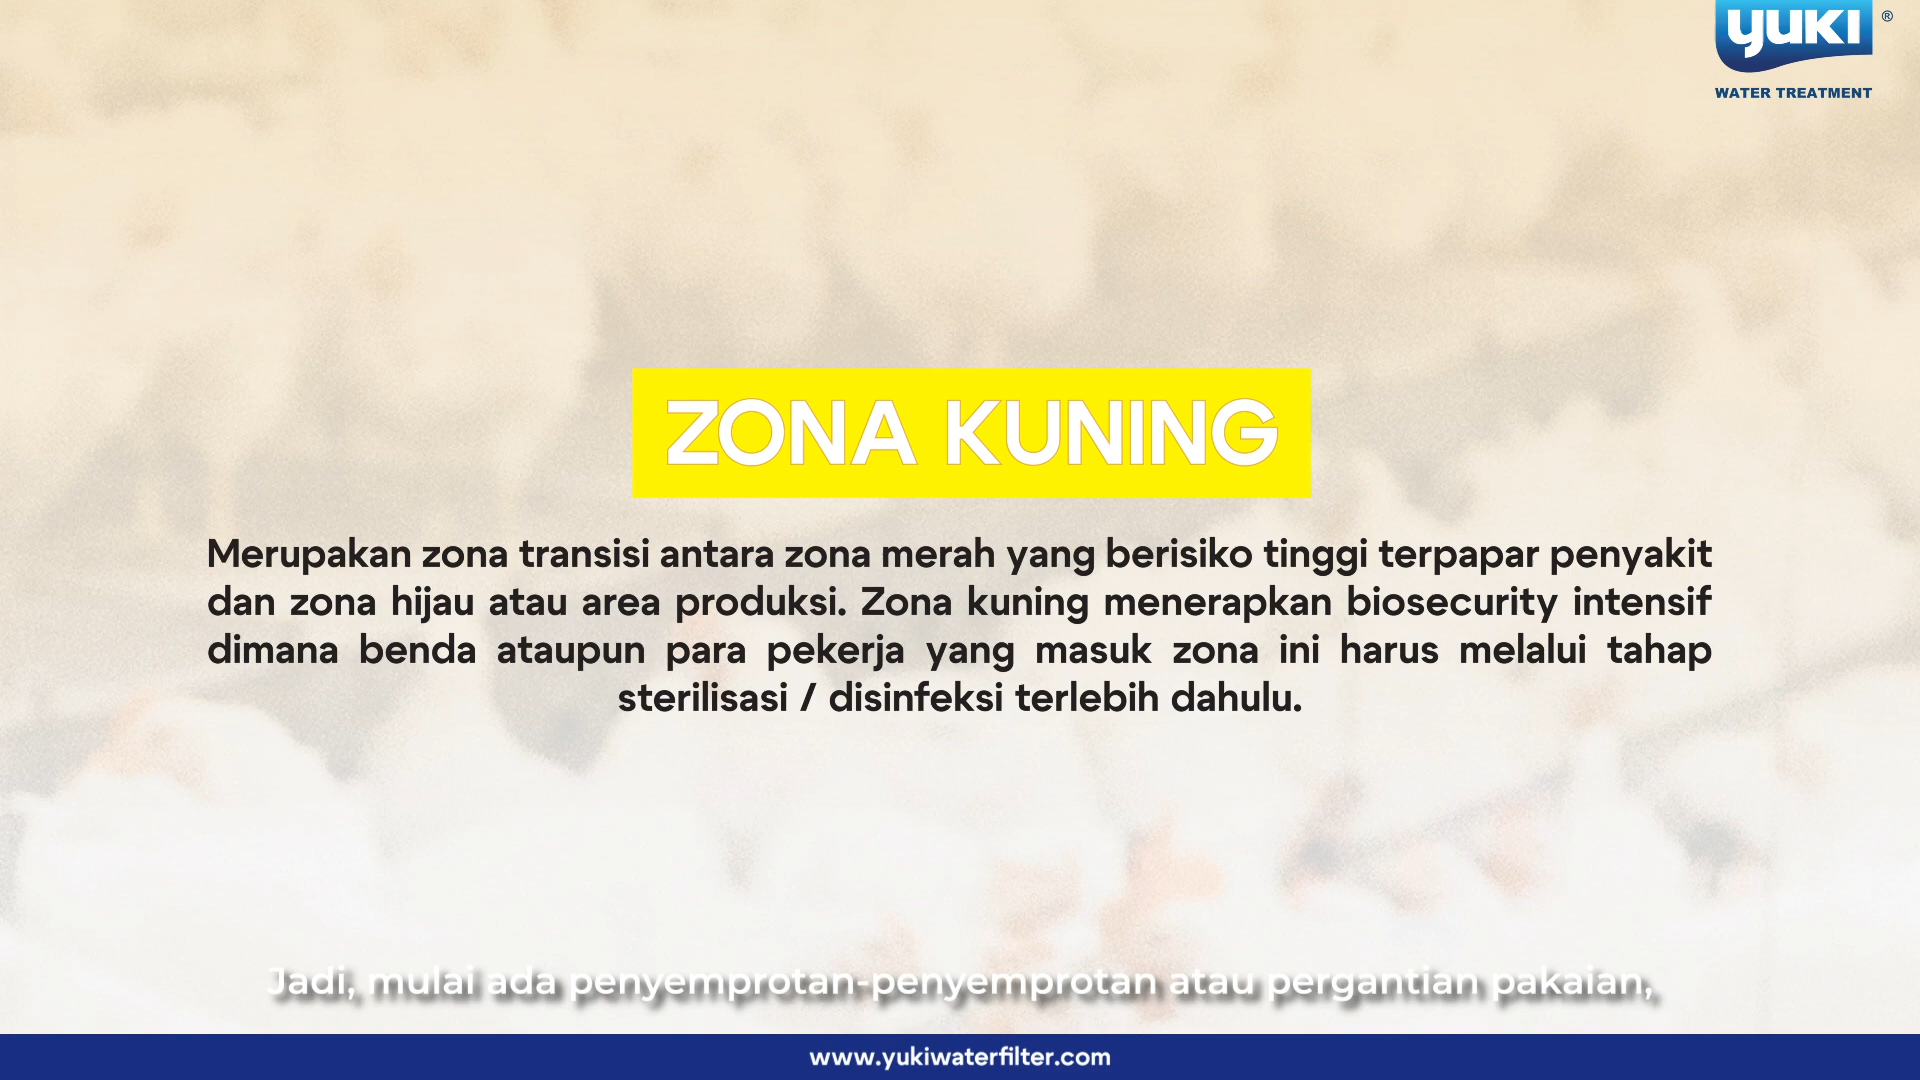 yuki ®
WATER TREATMENT
ZONA KUNING
Merupakan zona transisi antara zona merah yang berisiko tinggi terpapar penyakit
dan zona hijau atau area produksi. Zona kuning menerapkan biosecurity intensif
dimana benda ataupun para pekerja yang masuk zona ini harus melalui tahap
sterilisasi / disinfeksi terlebih dahulu.
Jadi, mulai ada penyemprotan-penyemprotan atau pergantian pakaian,
www.yukiwaterfilter.com